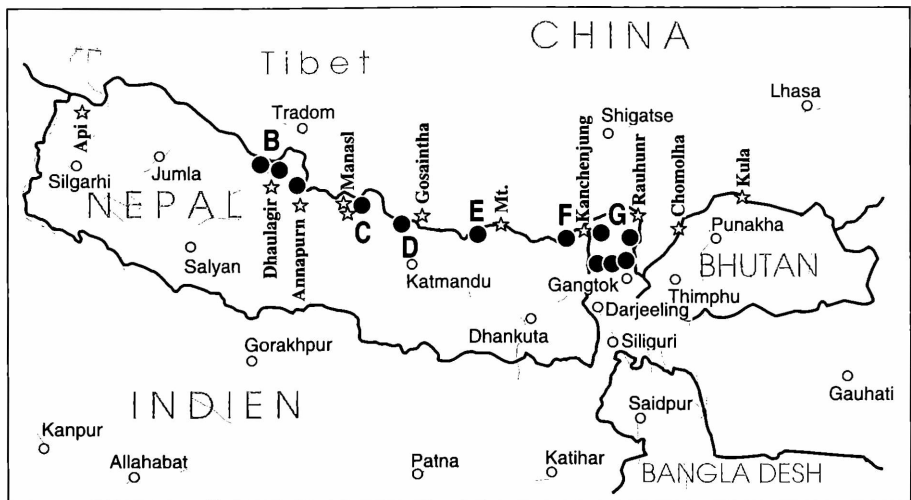 CHINA
Tibet
Lhasa
Tradom
Shigatse
Api
B
Manasl
Gosaintha
Kanchenjung
Rauhunr
Chomolha
Kula
Jumla
Silgarhi
NEPAL
Dhaulagir
Annapurn
C
D
E
Mt.
F
G
Punakha
BHUTAN
Salyan
Katmandu
Gangtok
Thimphu
Darjeeling
Dhankuta
Siliguri
Gorakhpur
Gauhati
INDIEN
Saidpur
Kanpur
Allahabat
Patna
Katihar
BANGLA DESH